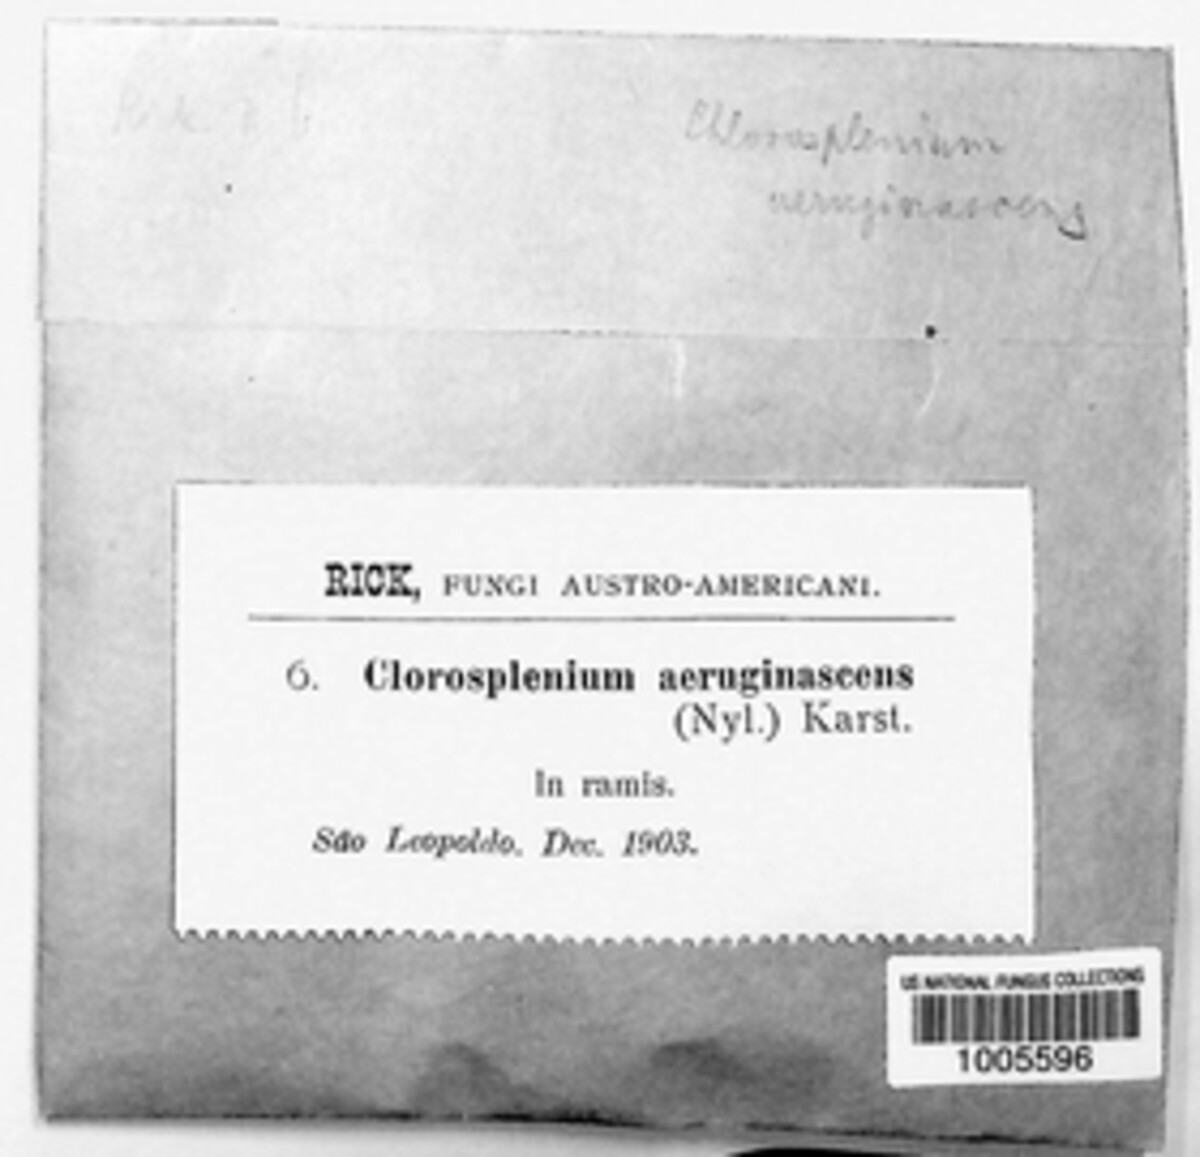 Chlorosplenium
aeruginascens
RICK, FUNGI AUSTRO-AMERICANI.
6. Clorosplenium aeruginascens
(Nyl.) Karst.
In ramis.
São Leopoldo. Dec. 1903.
US NATIONAL FUNGUS COLLECTIONS
1005596